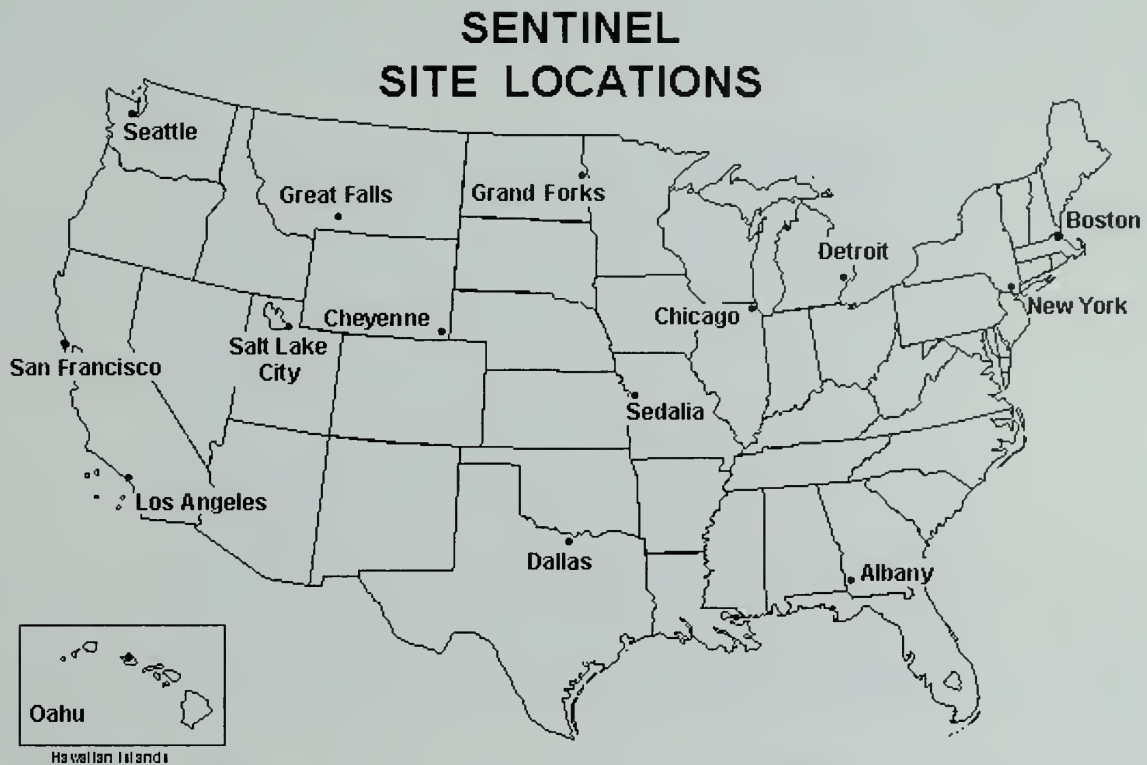 SENTINEL
SITE LOCATIONS
Seattle
Great Falls
Grand Forks
Boston
Detroit
New York
Chicago
Cheyenne
Salt Lake
City
San Francisco
Sedalia
Los Angeles
Dallas
Albany
Oahu
Hawaiian Islands